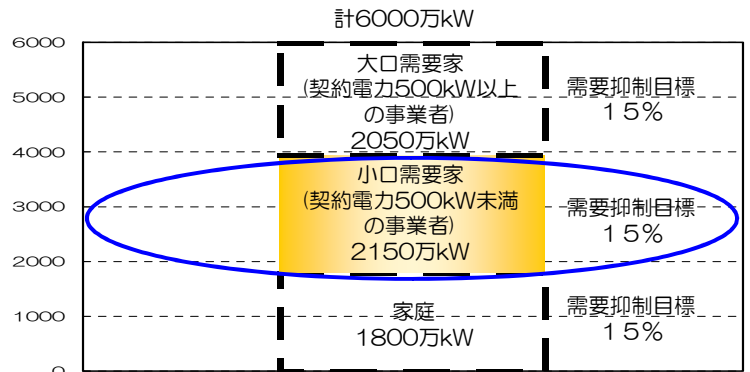 計6000万kW
6000
大口需要家
(契約電力500kW以上
の事業者)
2050万kW
需要抑制目標
15%
5000
4000
小口需要家
(契約電力500kW未満
の事業者)
2150万kW
需要抑制目標
15%
3000
2000
家庭
1800万kW
需要抑制目標
15%
1000
0